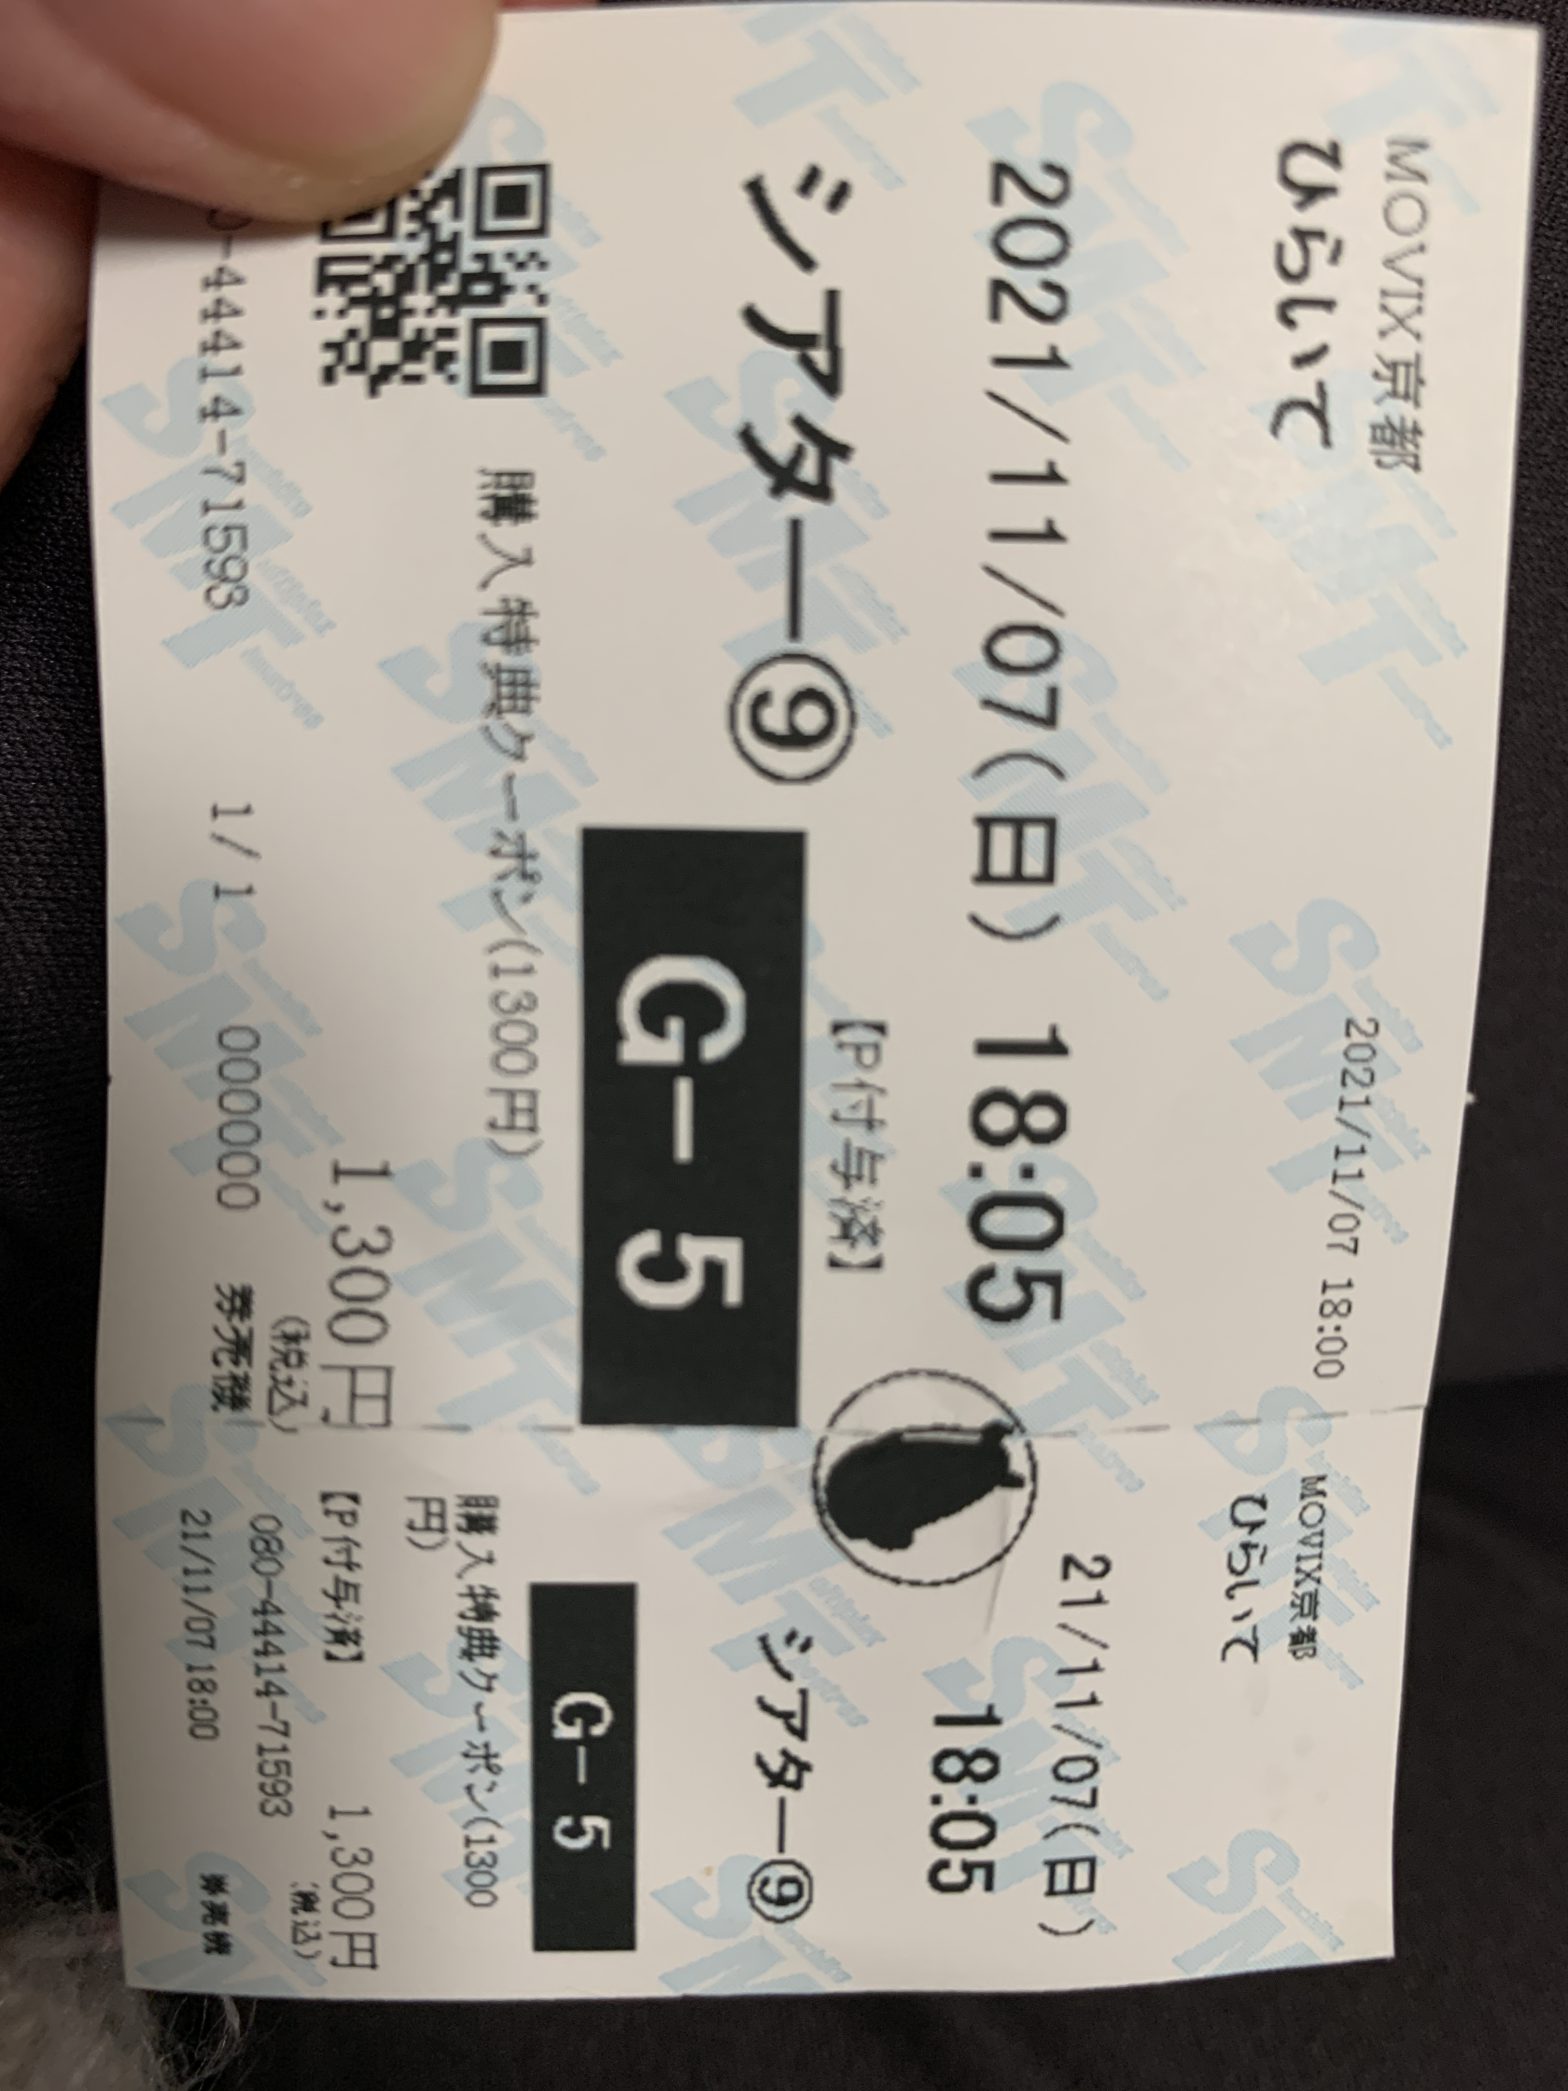 MOVIX京都
2021/11/07 18:00
ひらいて
2021/11/07(日) 18:05
【P付与済】
シアター⑨
G- 5
購入特典クーポン(1300円)
1,300円
(税込)
-44414-71593 1/ 1 000000 券売機
MOVIX京都
ひらいて
21/11/07(日)
18:05
シアター⑨
G- 5
購入特典クーポン(1300
円)
【P付与済】 1,300円
(税込)
080-44414-71593
21/11/07 18:00 券売機